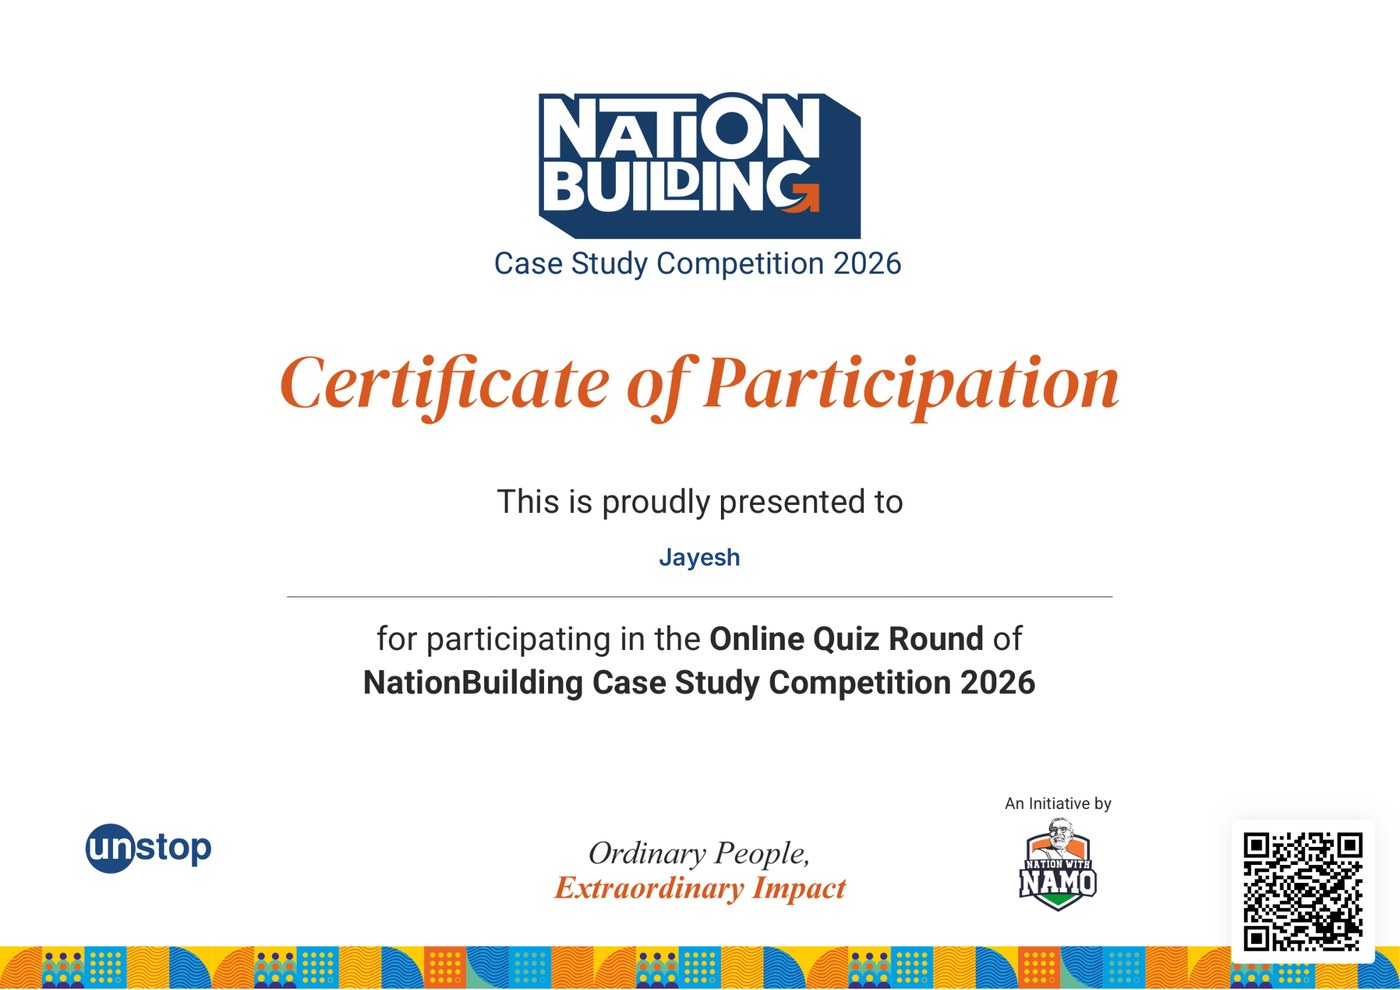 NATION
BUILDING
Case Study Competition 2026
Certificate of Participation
This is proudly presented to
Jayesh
for participating in the Online Quiz Round of
NationBuilding Case Study Competition 2026
An Initiative by
unstop
Ordinary People,
Extraordinary Impact
NATION WITH
NAMO